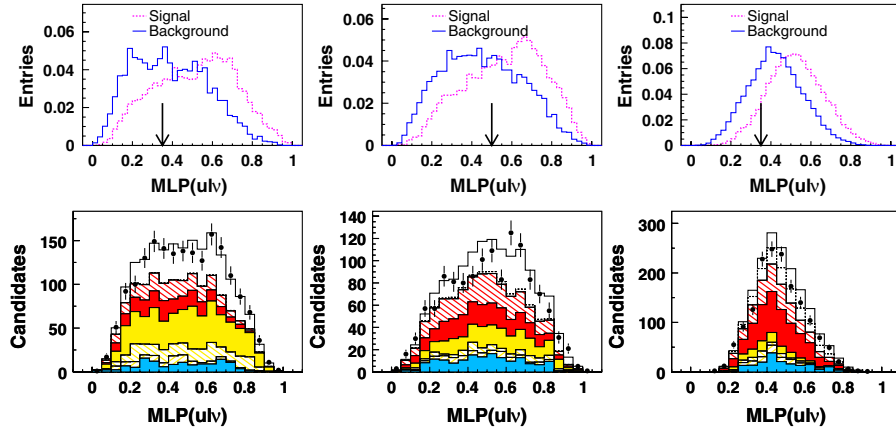 Signal
Background
Entries
0.06
0.04
0.02
0
0 0.2 0.4 0.6 0.8 1
MLP(ulν)
Signal
Background
Entries
0.06
0.04
0.02
0
0 0.2 0.4 0.6 0.8 1
MLP(ulν)
Signal
Background
Entries
0.1
0.08
0.06
0.04
0.02
0
0 0.2 0.4 0.6 0.8 1
MLP(ulν)
Candidates
150
100
50
0
0 0.2 0.4 0.6 0.8 1
MLP(ulν)
Candidates
140
120
100
80
60
40
20
0
0 0.2 0.4 0.6 0.8 1
MLP(ulν)
Candidates
300
200
100
0
0 0.2 0.4 0.6 0.8 1
MLP(ulν)